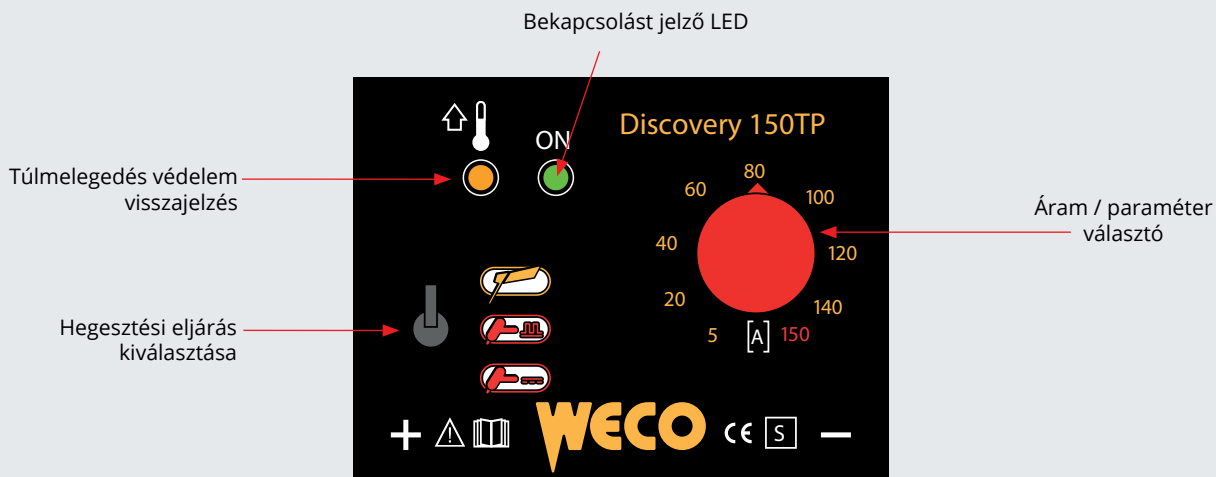 Bekapcsolást jelző LED
ON
Discovery 150TP
Túlmelegedés védelem
visszajelzés
80
60
100
40
120
20
140
5
[A]
150
Áram / paraméter
választó
Hegesztési eljárás
kiválasztása
+
WECO
CE
S
−